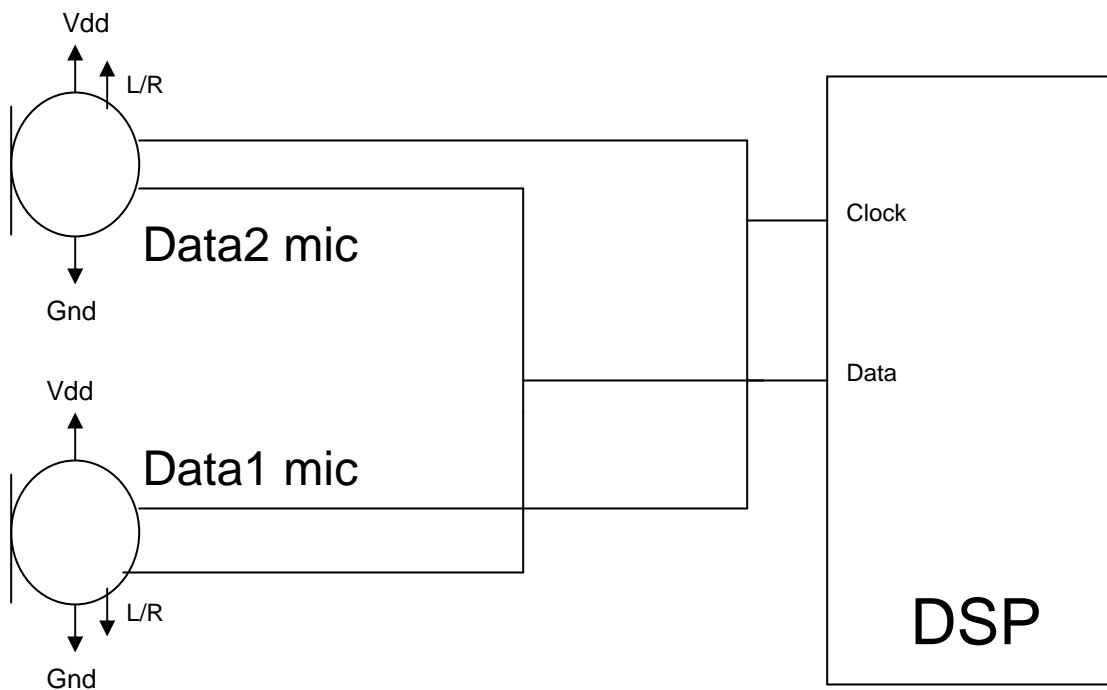 Vdd
L/R
Clock
Data2 mic
Gnd
Data
Vdd
Data1 mic
L/R
DSP
Gnd